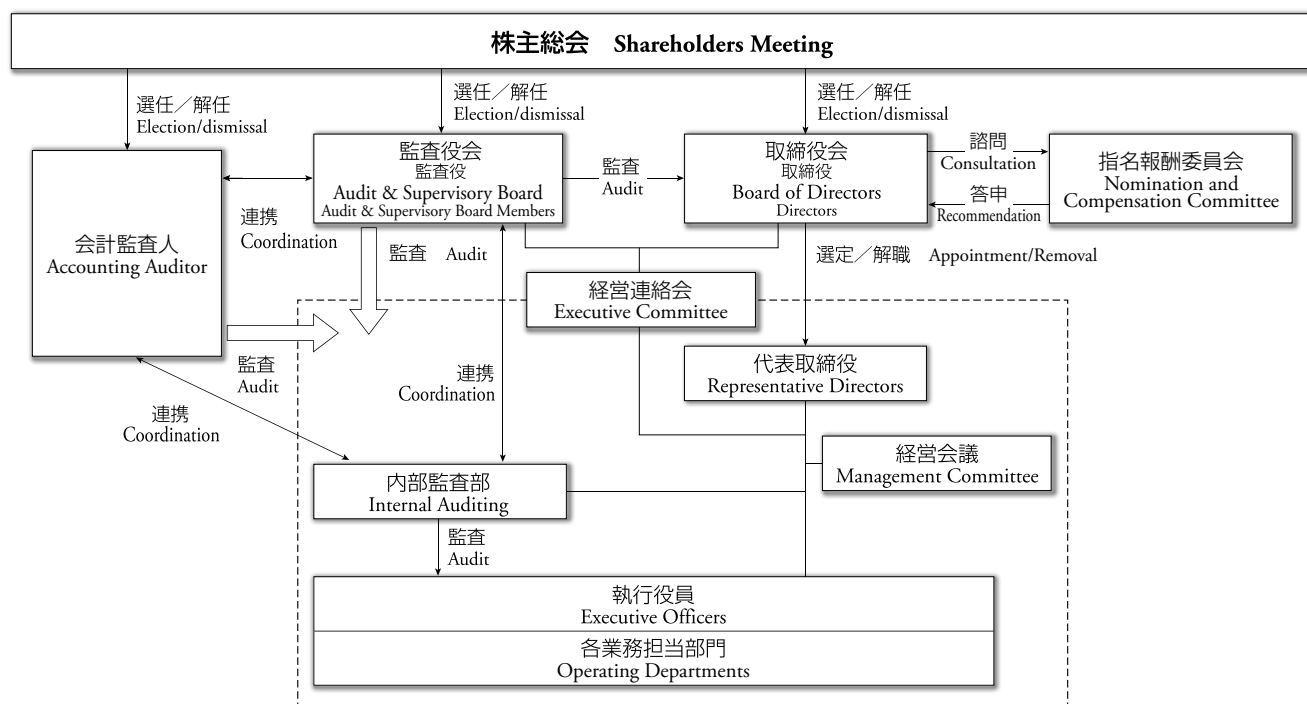 株主総会　Shareholders Meeting
選任／解任
Election/dismissal
選任／解任
Election/dismissal
選任／解任
Election/dismissal
監査役会
監査役
Audit & Supervisory Board
Audit & Supervisory Board Members
監査
Audit
取締役会
取締役
Board of Directors
Directors
諮問
Consultation
答申
Recommendation
指名報酬委員会
Nomination and
Compensation Committee
会計監査人
Accounting Auditor
連携
Coordination
監査　Audit
選定／解職　Appointment/Removal
経営連絡会
Executive Committee
監査
Audit
代表取締役
Representative Directors
連携
Coordination
連携
Coordination
経営会議
Management Committee
内部監査部
Internal Auditing
監査
Audit
執行役員
Executive Officers
各業務担当部門
Operating Departments